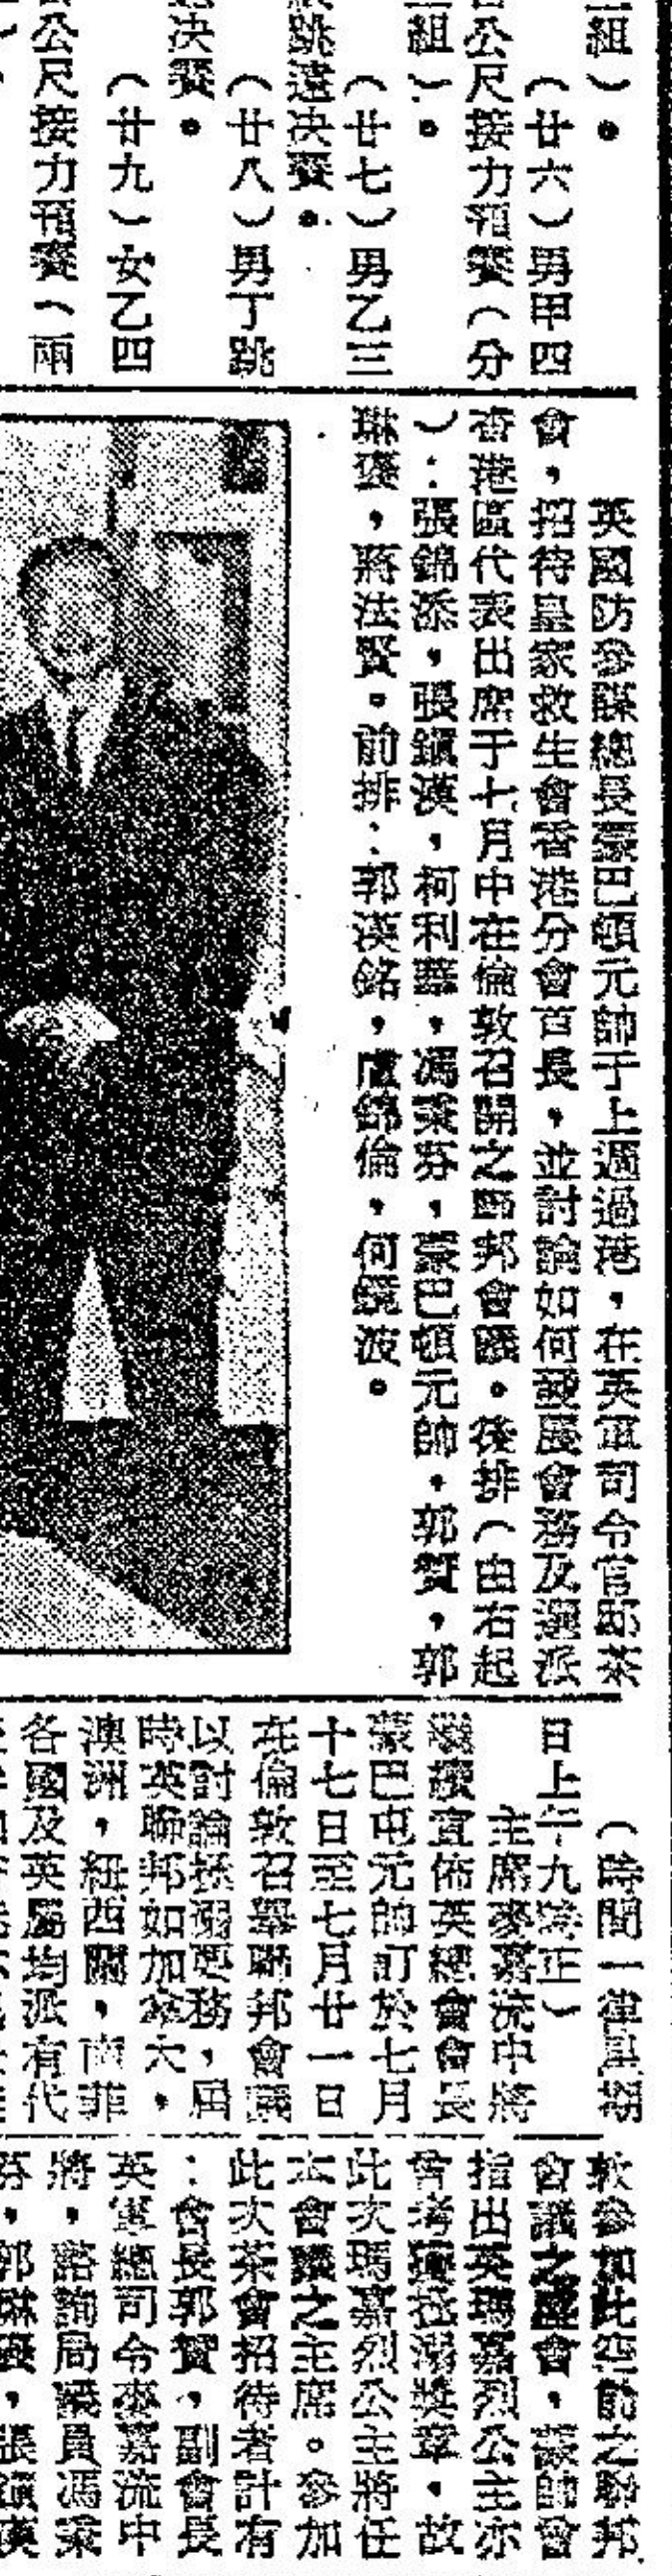 組）。
（廿六）男甲四
公尺接力預賽（分
組）。
（廿七）男乙三
跳遠決賽。
（廿八）男丁跳
決賽。
（廿九）女乙四
公尺接力預賽（兩
英國防參謀總長蒙巴頓元帥于上週過港，在英軍司令官邸茶
會，招待皇家救生會香港分會首長，並討論如何發展會務及選派
香港區代表出席于七月中在倫敦召開之聯邦會議。後排（由右起
）：張錦添，張鎮漢，柯利華，馮秉芬，蒙巴頓元帥，郭贊，郭
琳褒，蔣法賢。前排：郭漢銘，盧錦倫，何鏡波。
（時間一律星期
日上午九時正）
主席麥嘉流中將
繼續宣佈英總會會長
蒙巴屯元帥訂於七月
十七日至七月廿一日
在倫敦召舉聯邦會議
以討論拯溺要務，屆
時英聯邦如加拿大，
澳洲，紐西蘭，南菲
各國及英屬均派有代
敦參加此空前之聯邦
會議之盛會，蒙帥曾
指出英瑪嘉烈公主亦
曾考獲拯溺獎章，故
此次瑪嘉烈公主將任
大會議之主席。參加
此次茶會招待者計有
：會長郭贊，副會長
英軍總司令麥嘉流中
將，諮詢局議員馮秉
芬，郭琳褒，張鎮漢